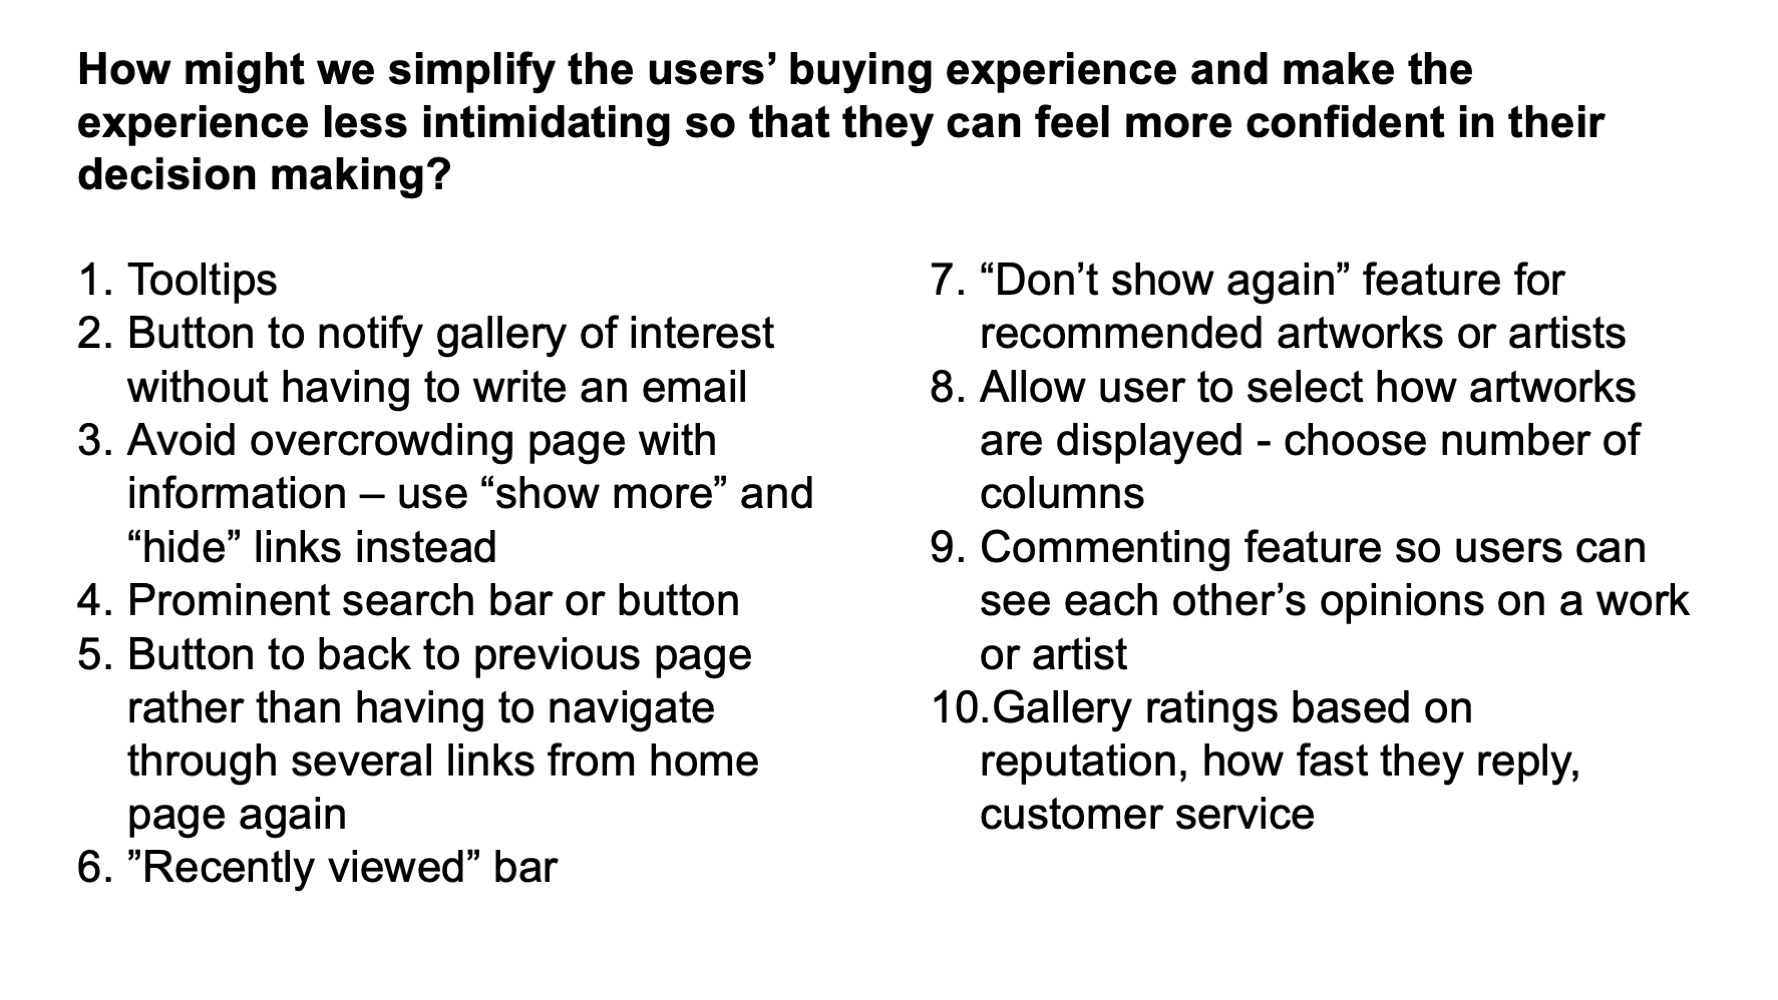 How might we simplify the users’ buying experience and make the
experience less intimidating so that they can feel more confident in their
decision making?
1. Tooltips
2. Button to notify gallery of interest
without having to write an email
3. Avoid overcrowding page with
information – use “show more” and
“hide” links instead
4. Prominent search bar or button
5. Button to back to previous page
rather than having to navigate
through several links from home
page again
6. ”Recently viewed” bar
7. “Don’t show again” feature for
recommended artworks or artists
8. Allow user to select how artworks
are displayed - choose number of
columns
9. Commenting feature so users can
see each other’s opinions on a work
or artist
10.Gallery ratings based on
reputation, how fast they reply,
customer service